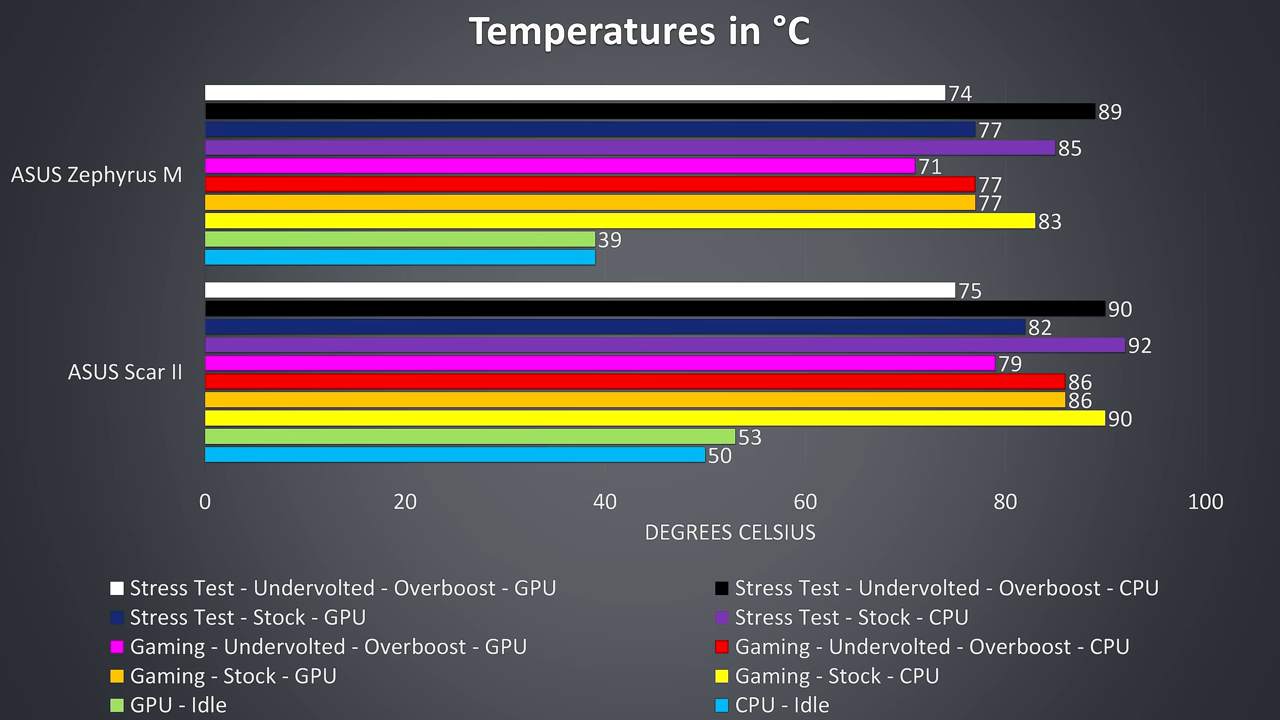 Temperatures in °C
ASUS Zephyrus M
74
89
77
85
71
77
77
83
39
ASUS Scar II
75
90
82
92
79
86
86
90
53
50
0 20 40 60 80 100
DEGREES CELSIUS
Stress Test - Undervolted - Overboost - GPU
Stress Test - Undervolted - Overboost - CPU
Stress Test - Stock - GPU
Stress Test - Stock - CPU
Gaming - Undervolted - Overboost - GPU
Gaming - Undervolted - Overboost - CPU
Gaming - Stock - GPU
Gaming - Stock - CPU
GPU - Idle
CPU - Idle